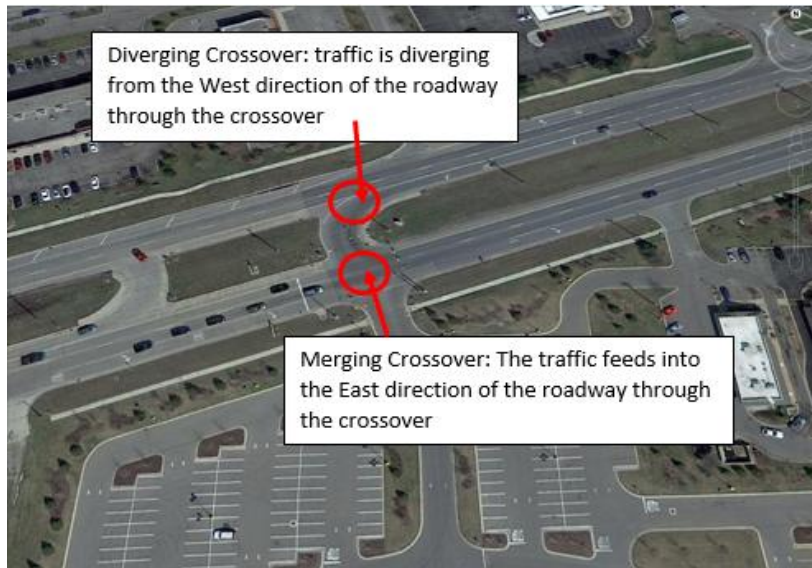 Diverging Crossover: traffic is diverging
from the West direction of the roadway
through the crossover
Merging Crossover: The traffic feeds into
the East direction of the roadway through
the crossover